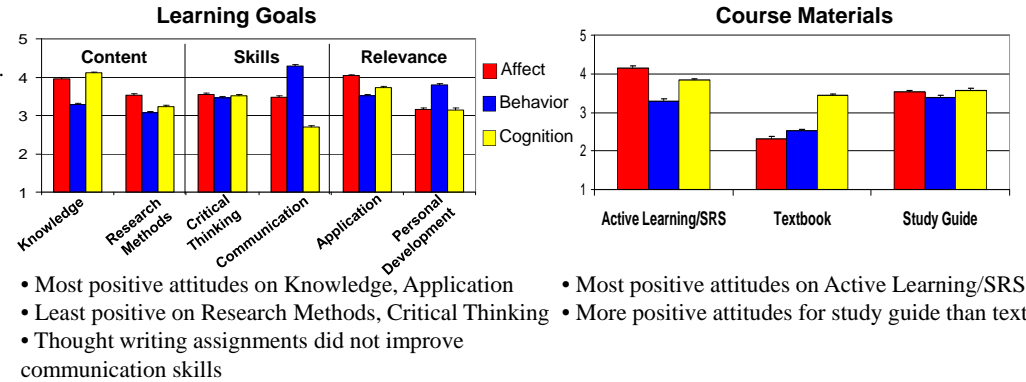 Learning Goals
5
4
3
2
1
Content
Skills
Relevance
Knowledge
Research
Methods
Critical
Thinking
Communication
Application
Personal
Development
Affect
Behavior
Cognition
• Most positive attitudes on Knowledge, Application
• Least positive on Research Methods, Critical Thinking
• Thought writing assignments did not improve
communication skills
Course Materials
5
4
3
2
1
Active Learning/SRS
Textbook
Study Guide
• Most positive attitudes on Active Learning/SRS
• More positive attitudes for study guide than text